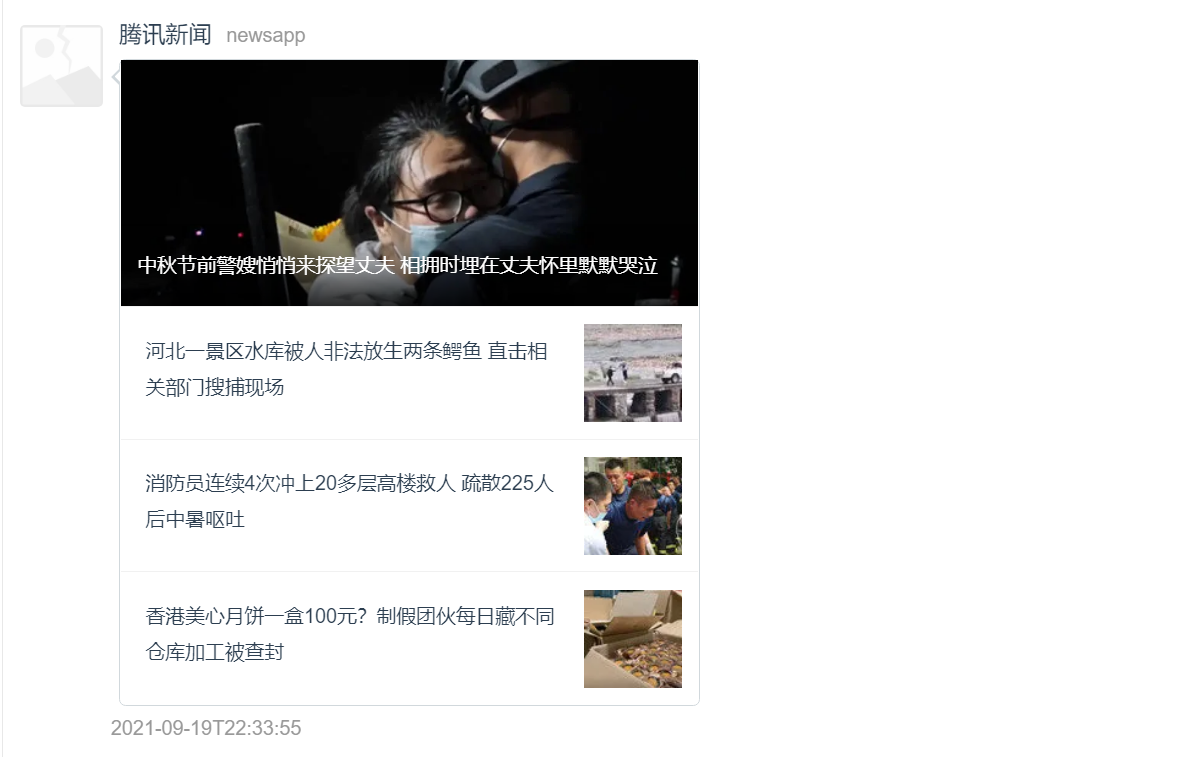 腾讯新闻 newsapp
中秋节前警嫂悄悄来探望丈夫 相拥时埋在丈夫怀里默默哭泣
河北一景区水库被人非法放生两条鳄鱼 直击相
关部门搜捕现场
消防员连续4次冲上20多层高楼救人 疏散225人
后中暑呕吐
香港美心月饼一盒100元？制假团伙每日藏不同
仓库加工被查封
2021-09-19T22:33:55